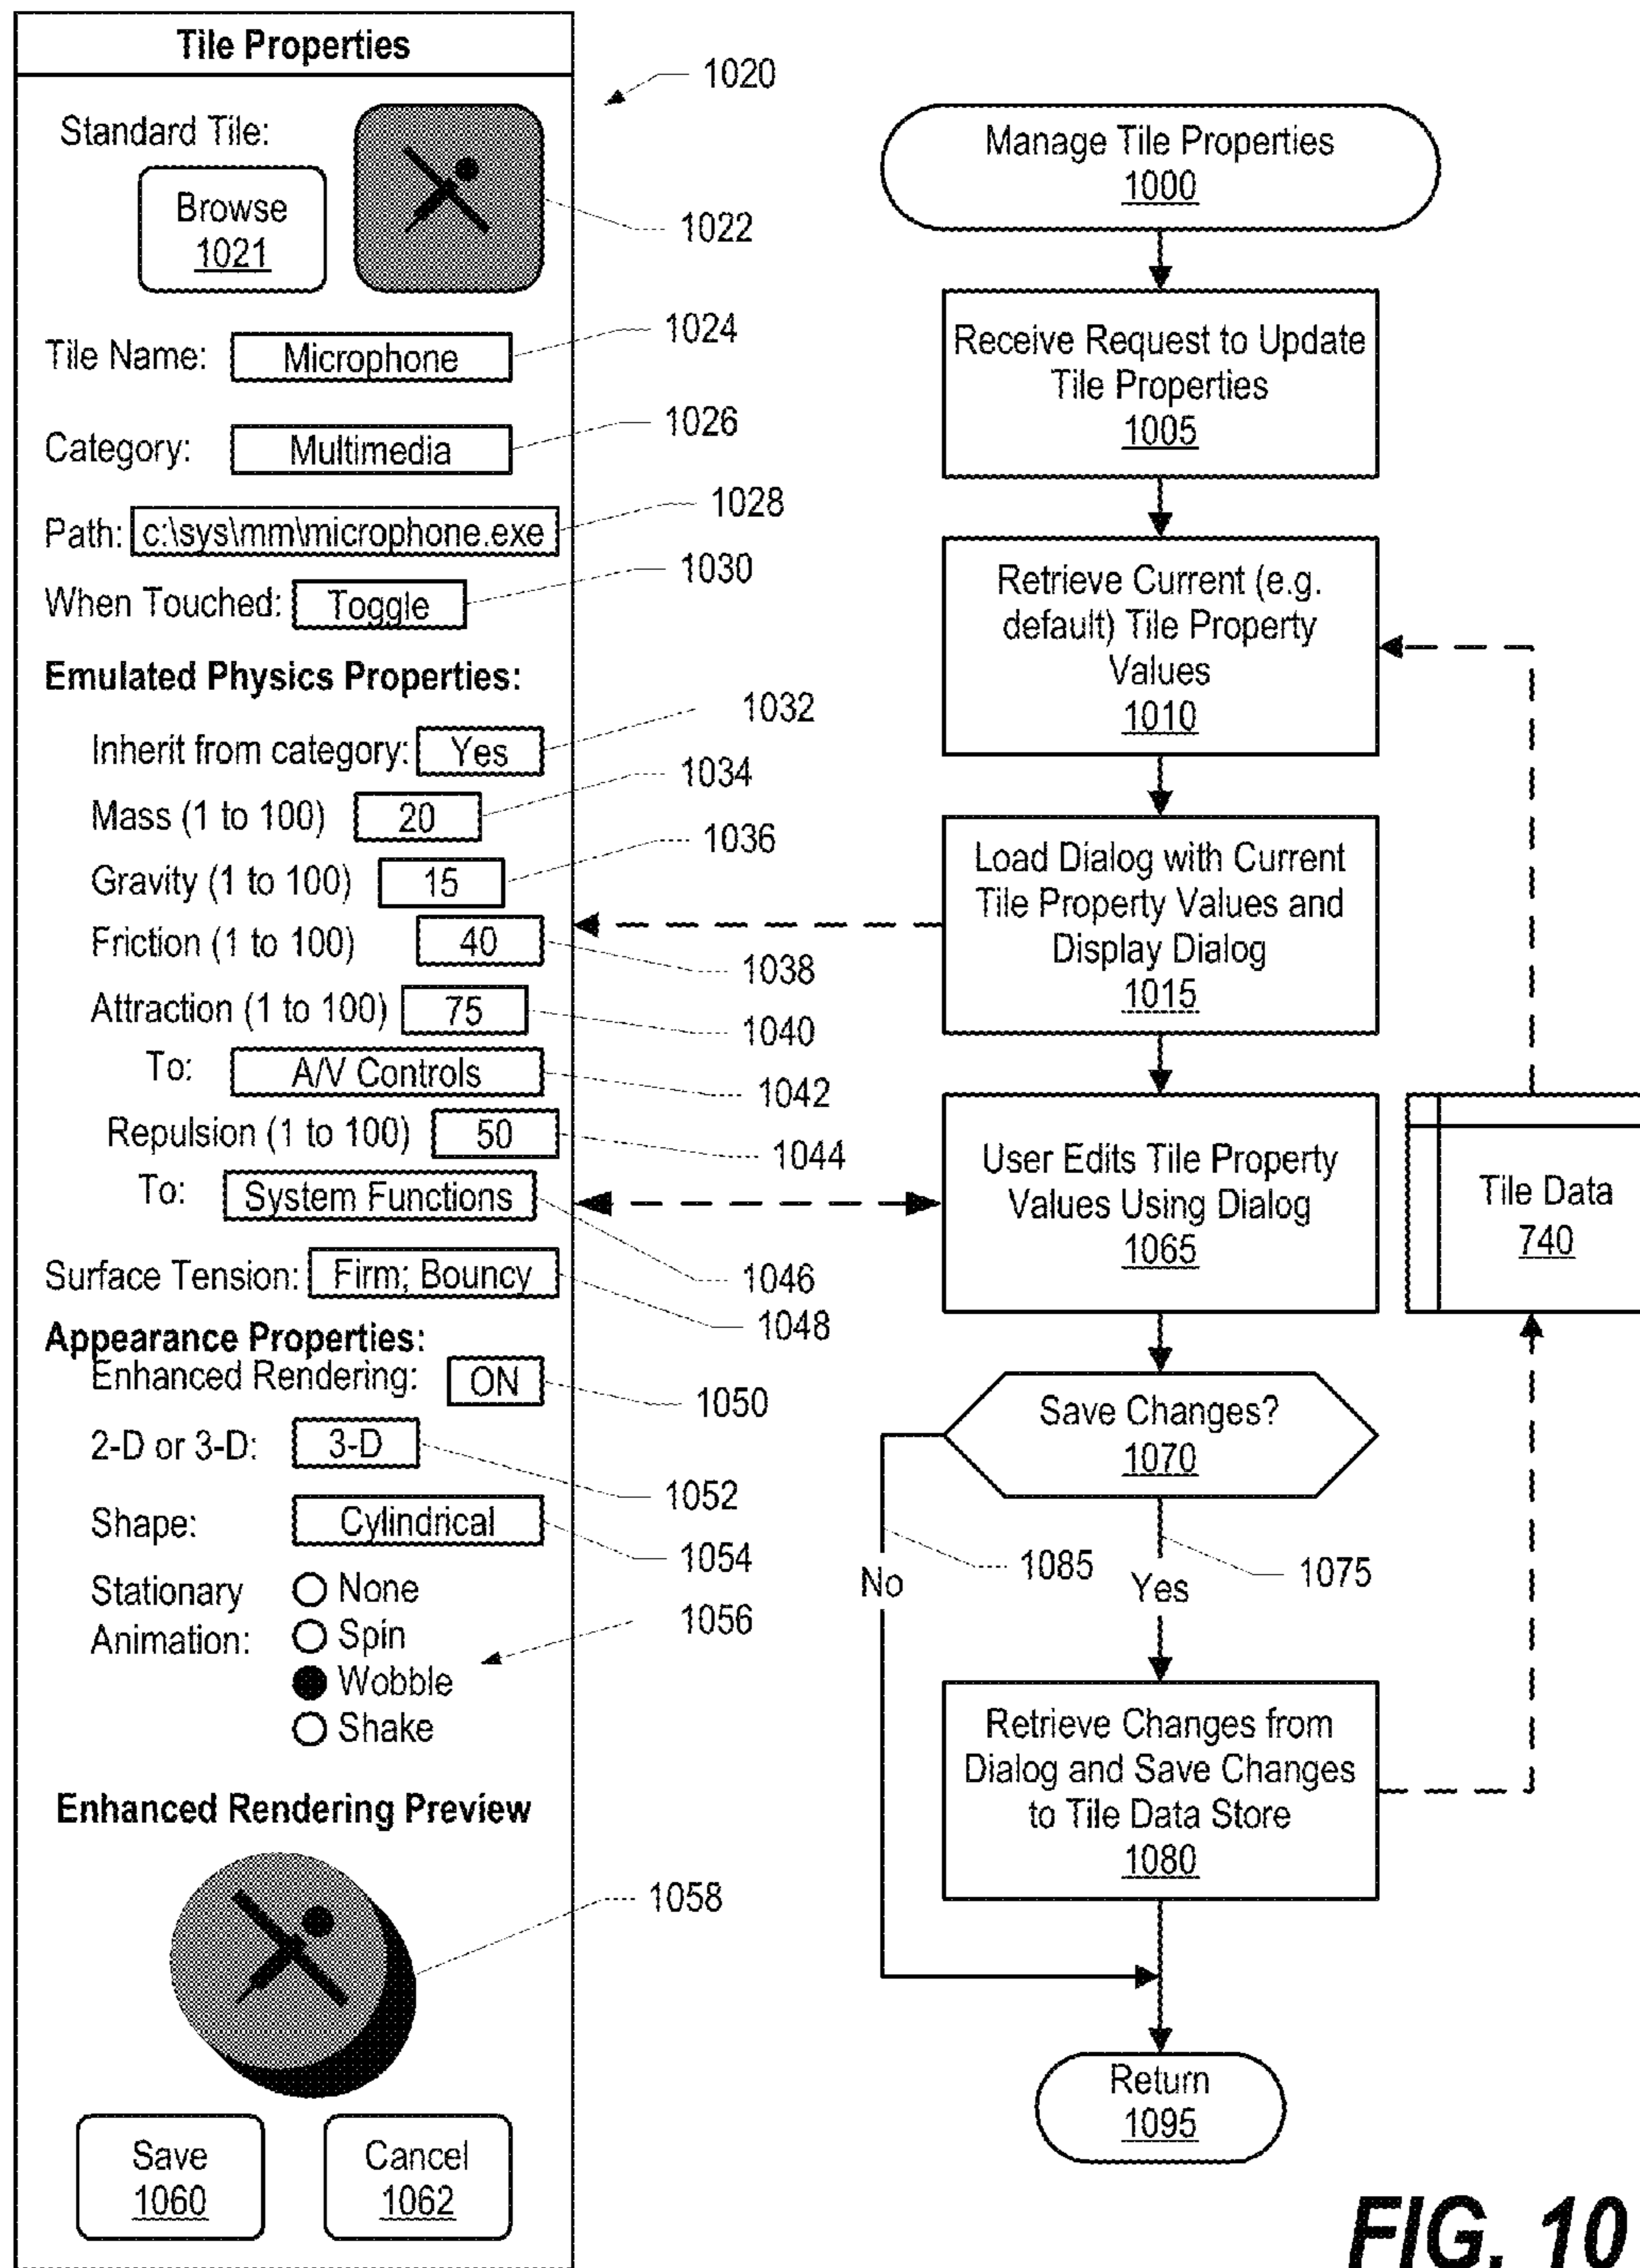 Tile Properties
1020
Standard Tile:
Browse
1021
1022
Tile Name: Microphone
1024
Category: Multimedia
1026
Path: c:\sys\mm\microphone.exe
1028
When Touched: Toggle
1030
Emulated Physics Properties:
Inherit from category: Yes
1032
Mass (1 to 100) 20
1034
Gravity (1 to 100) 15
1036
Friction (1 to 100) 40
1038
Attraction (1 to 100) 75
1040
To: A/V Controls
1042
Repulsion (1 to 100) 50
1044
To: System Functions
1046
Surface Tension: Firm; Bouncy
1048
Appearance Properties:
Enhanced Rendering: ON
1050
2-D or 3-D: 3-D
1052
Shape: Cylindrical
1054
Stationary
Animation:
None
Spin
Wobble
Shake
1056
Enhanced Rendering Preview
1058
Save
1060
Cancel
1062
Manage Tile Properties
1000
Receive Request to Update
Tile Properties
1005
Retrieve Current (e.g.
default) Tile Property
Values
1010
Load Dialog with Current
Tile Property Values and
Display Dialog
1015
User Edits Tile Property
Values Using Dialog
1065
Tile Data
740
Save Changes?
1070
1085
No
1075
Yes
Retrieve Changes from
Dialog and Save Changes
to Tile Data Store
1080
Return
1095
FIG. 10